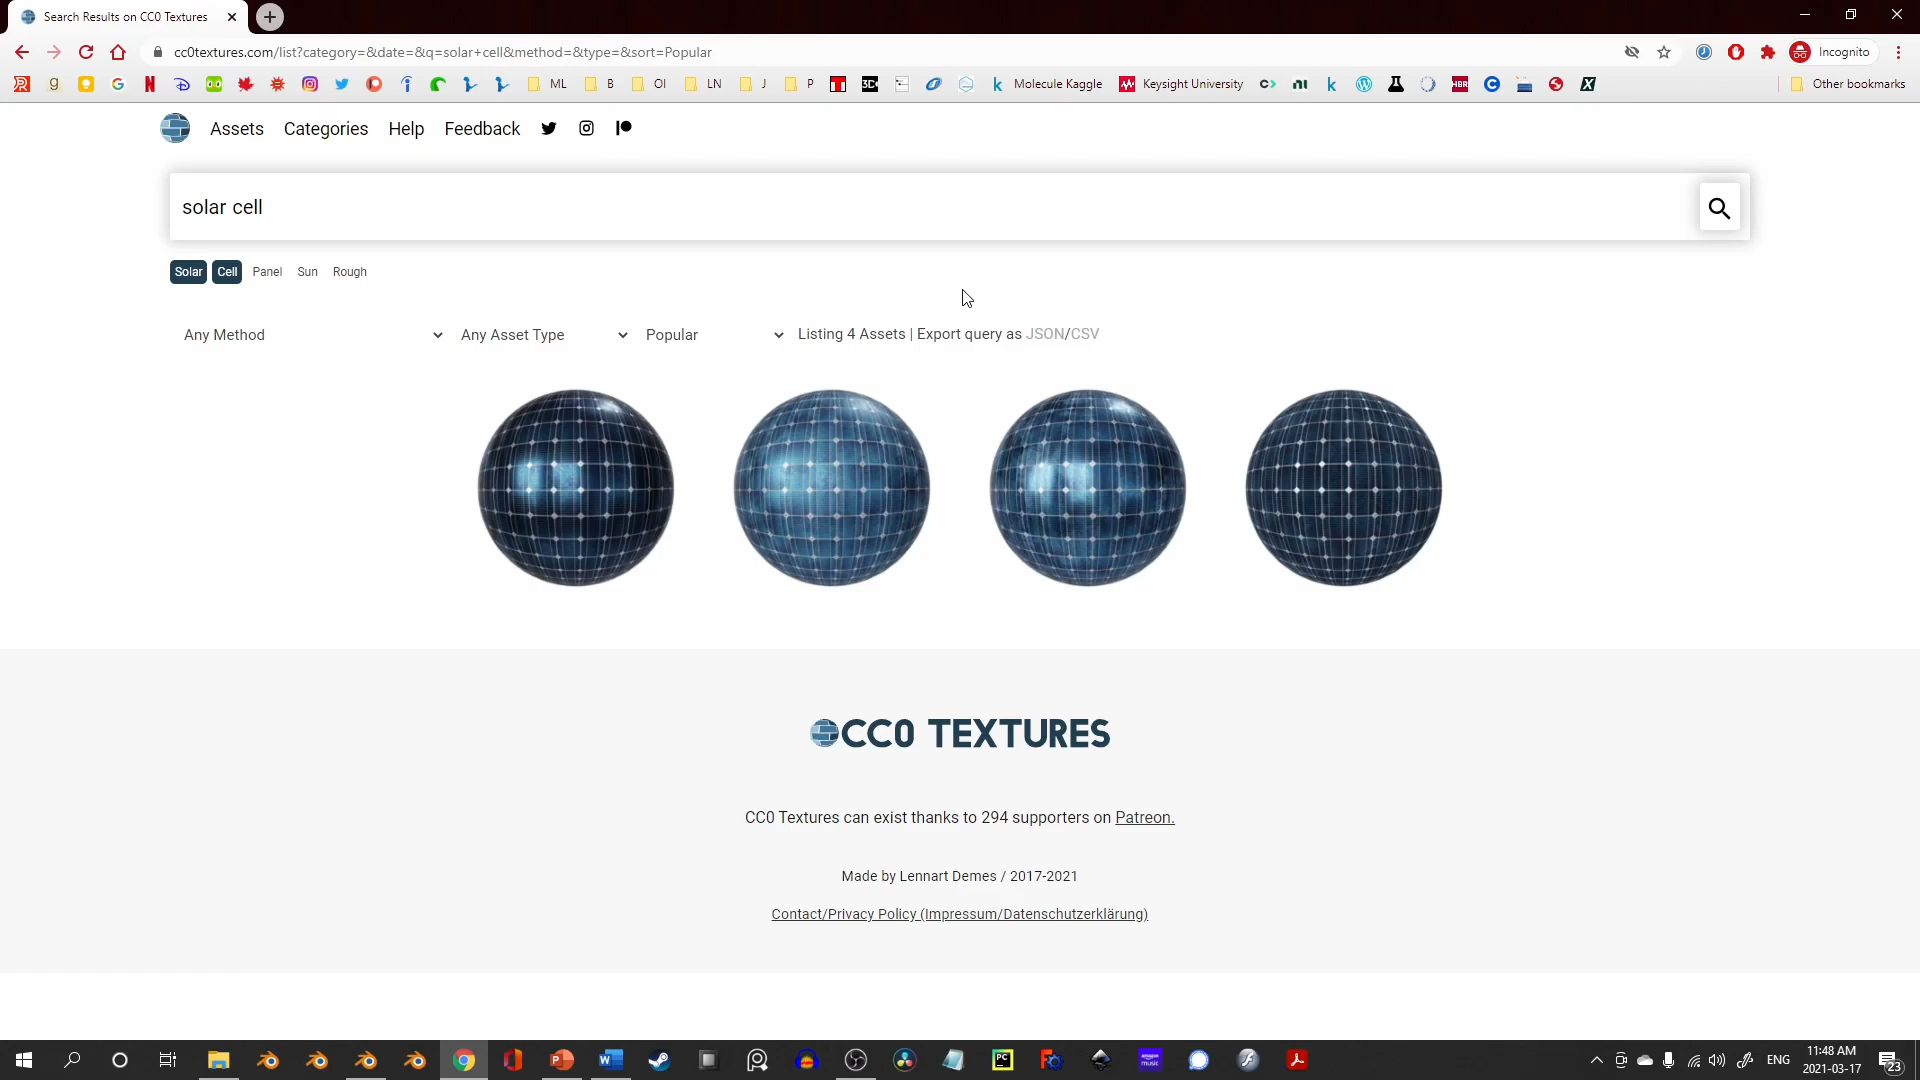 Search Results on CC0 Textures
cc0textures.com/list?category=&date=&q=solar+cell&method=&type=&sort=Popular
Incognito
ML
B
OI
LN
J
P
Molecule Kaggle
Keysight University
Other bookmarks
Assets
Categories
Help
Feedback
solar cell
Solar
Cell
Panel
Sun
Rough
Any Method
Any Asset Type
Popular
Listing 4 Assets | Export query as JSON/CSV
CC0 TEXTURES
CC0 Textures can exist thanks to 294 supporters on Patreon.
Made by Lennart Demes / 2017-2021
Contact/Privacy Policy (Impressum/Datenschutzerklärung)
ENG
11:48 AM
2021-03-17
23